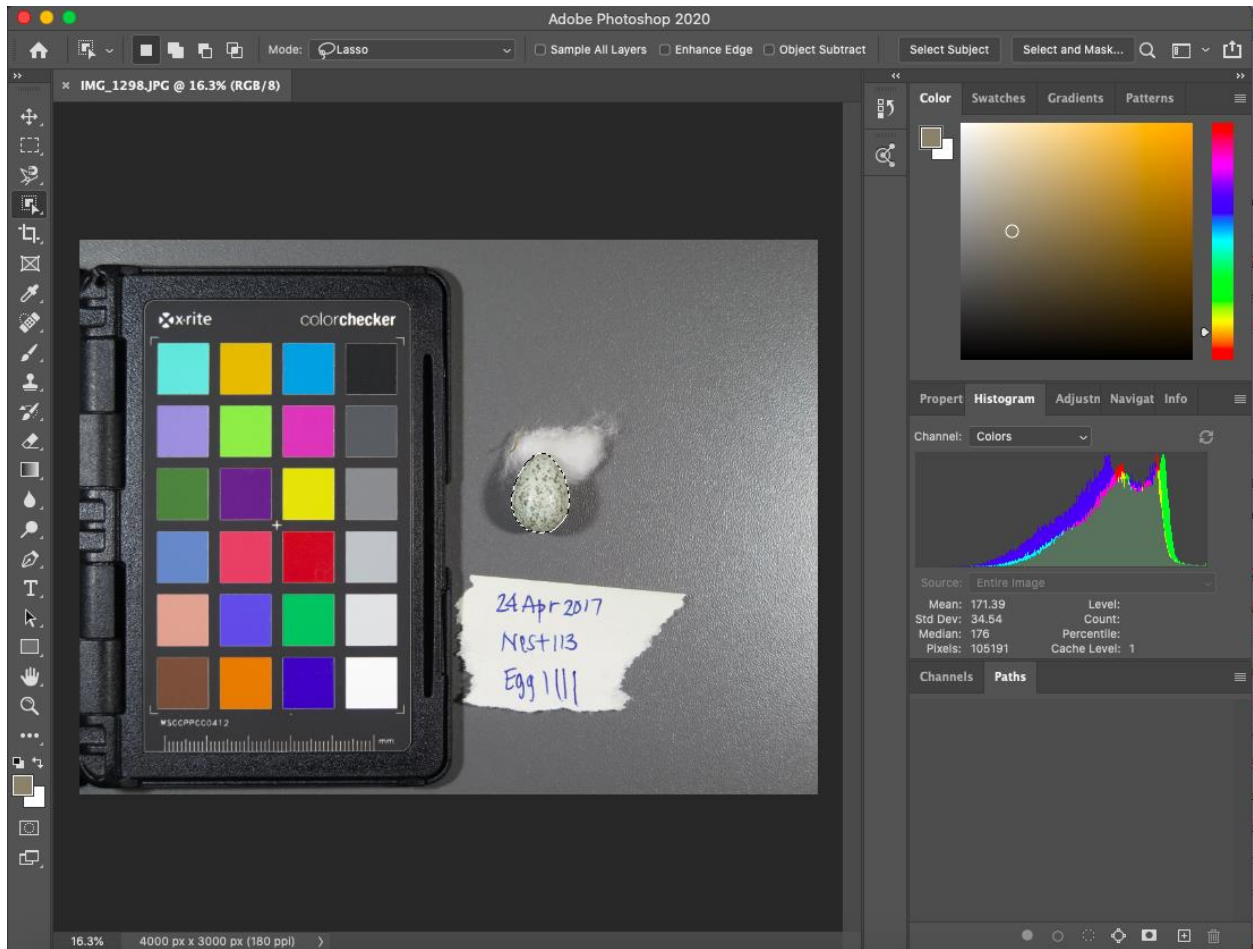 Adobe Photoshop 2020
Mode: Lasso Sample All Layers Enhance Edge Object Subtract Select Subject Select and Mask...
IMG_1298.JPG @ 16.3% (RGB/8)
Color Swatches Gradients Patterns
x-rite colorchecker
24 Apr 2017
Nest 113
Egg 1 |||
MSCCPPCC0412
mm
Propert Histogram Adjustn Navigat Info
Channel: Colors
Source: Entire Image
Mean: 171.39 Level:
Std Dev: 34.54 Count:
Median: 176 Percentile:
Pixels: 105191 Cache Level: 1
Channels Paths
16.3% 4000 px x 3000 px (180 ppi)